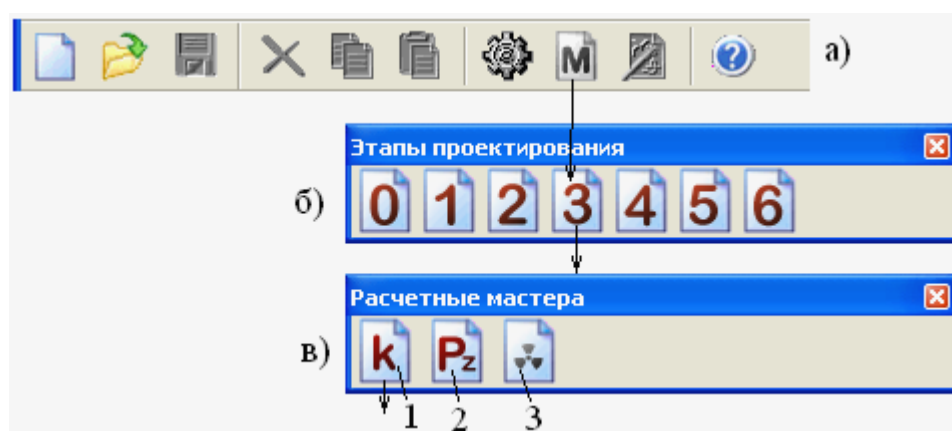 M
а)
Этапы проектирования
б)
0 1 2 3 4 5 6
Расчетные мастера
в)
k Pz
1 2 3